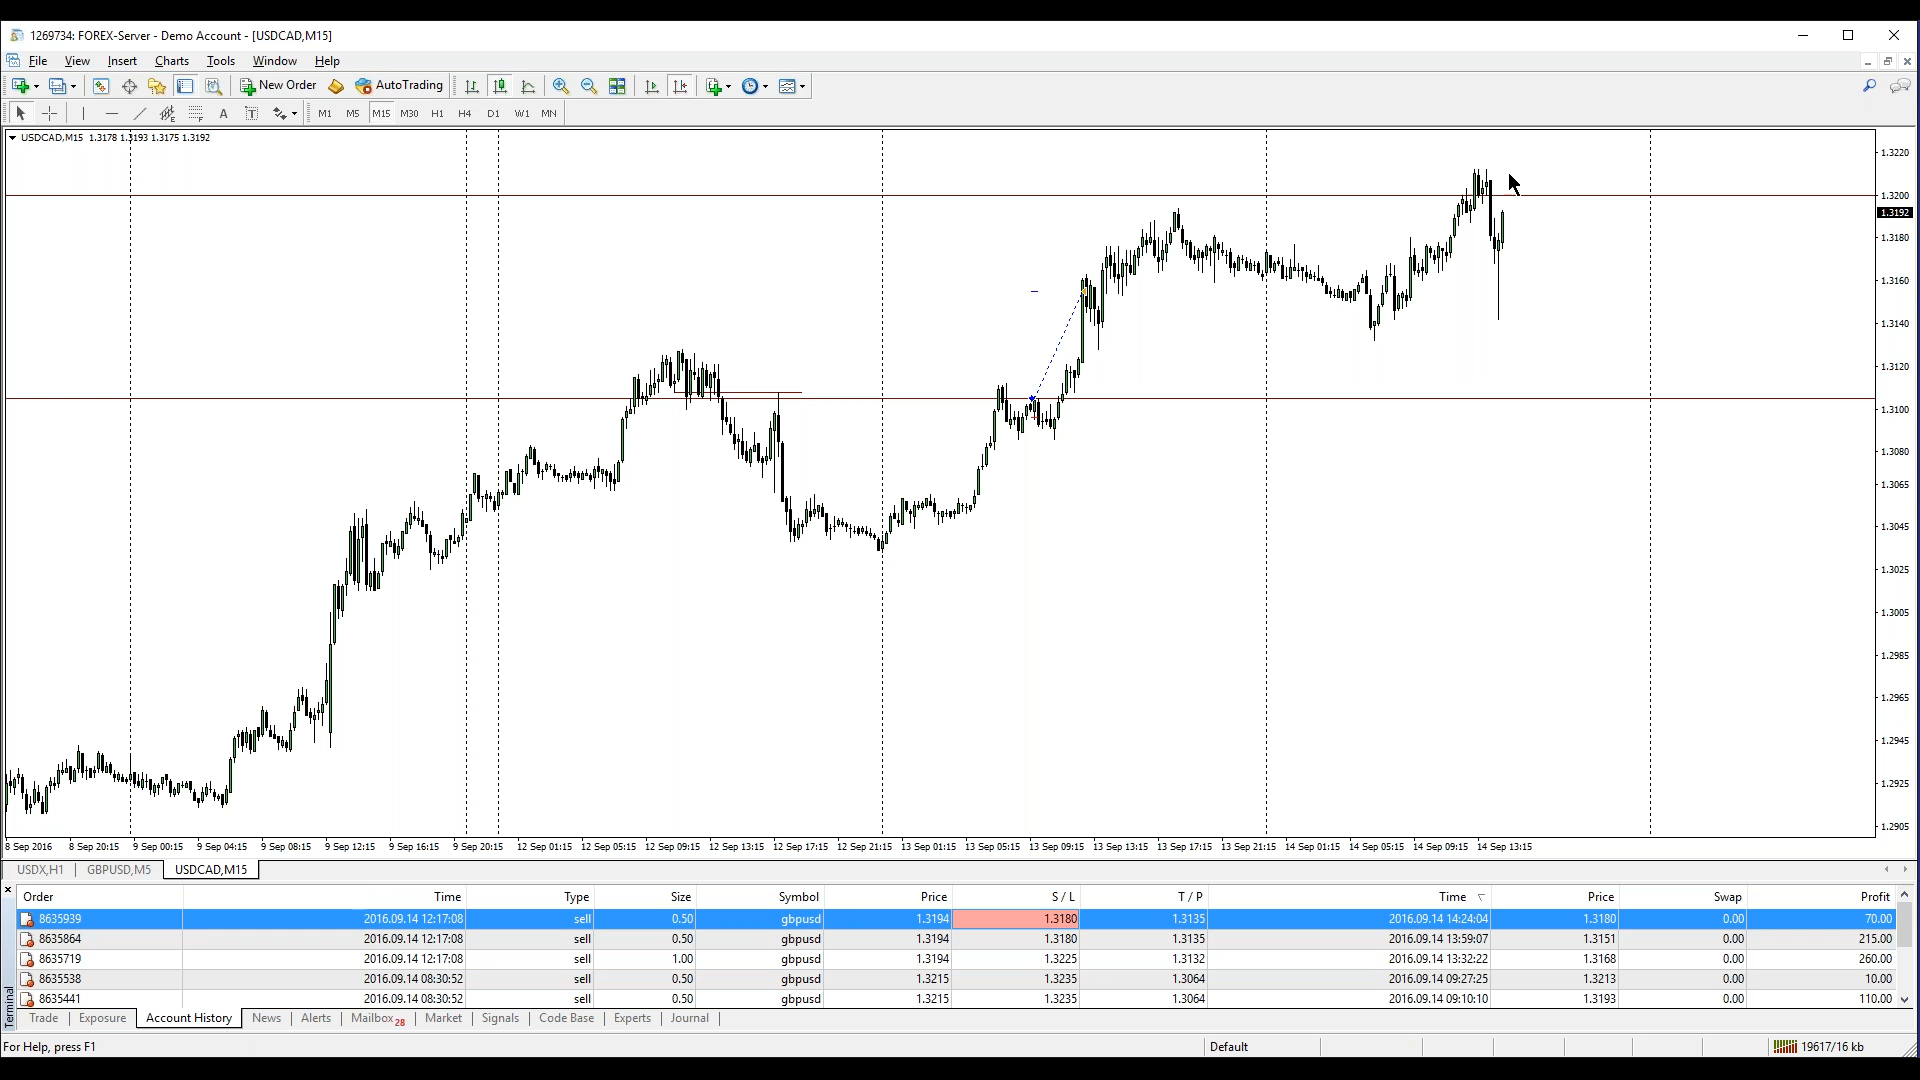 1269734: FOREX-Server - Demo Account - [USDCAD,M15]
File View Insert Charts Tools Window Help
New Order AutoTrading
A T M1 M5 M15 M30 H1 H4 D1 W1 MN
USDCAD,M15 1.3178 1.3193 1.3175 1.3192
1.3220
1.3200
1.3192
1.3180
1.3160
1.3140
1.3120
1.3100
1.3080
1.3065
1.3045
1.3025
1.3005
1.2985
1.2965
1.2945
1.2925
1.2905
8 Sep 2016 8 Sep 20:15 9 Sep 00:15 9 Sep 04:15 9 Sep 08:15 9 Sep 12:15 9 Sep 16:15 9 Sep 20:15 12 Sep 01:15 12 Sep 05:15 12 Sep 09:15 12 Sep 13:15 12 Sep 17:15 12 Sep 21:15 13 Sep 01:15 13 Sep 05:15 13 Sep 09:15 13 Sep 13:15 13 Sep 17:15 13 Sep 21:15 14 Sep 01:15 14 Sep 05:15 14 Sep 09:15 14 Sep 13:15
USDX,H1 GBPUSD,M5 USDCAD,M15
Order Time Type Size Symbol Price S / L T / P Time Price Swap Profit
8635939 2016.09.14 12:17:08 sell 0.50 gbpusd 1.3194 1.3180 1.3135 2016.09.14 14:24:04 1.3180 0.00 70.00
8635864 2016.09.14 12:17:08 sell 0.50 gbpusd 1.3194 1.3180 1.3135 2016.09.14 13:59:07 1.3151 0.00 215.00
8635719 2016.09.14 12:17:08 sell 1.00 gbpusd 1.3194 1.3225 1.3132 2016.09.14 13:32:22 1.3168 0.00 260.00
8635538 2016.09.14 08:30:52 sell 0.50 gbpusd 1.3215 1.3235 1.3064 2016.09.14 09:27:25 1.3213 0.00 10.00
8635441 2016.09.14 08:30:52 sell 0.50 gbpusd 1.3215 1.3235 1.3064 2016.09.14 09:10:10 1.3193 0.00 110.00
Terminal
Trade Exposure Account History News Alerts Mailbox 28 Market Signals Code Base Experts Journal
For Help, press F1 Default 19617/16 kb